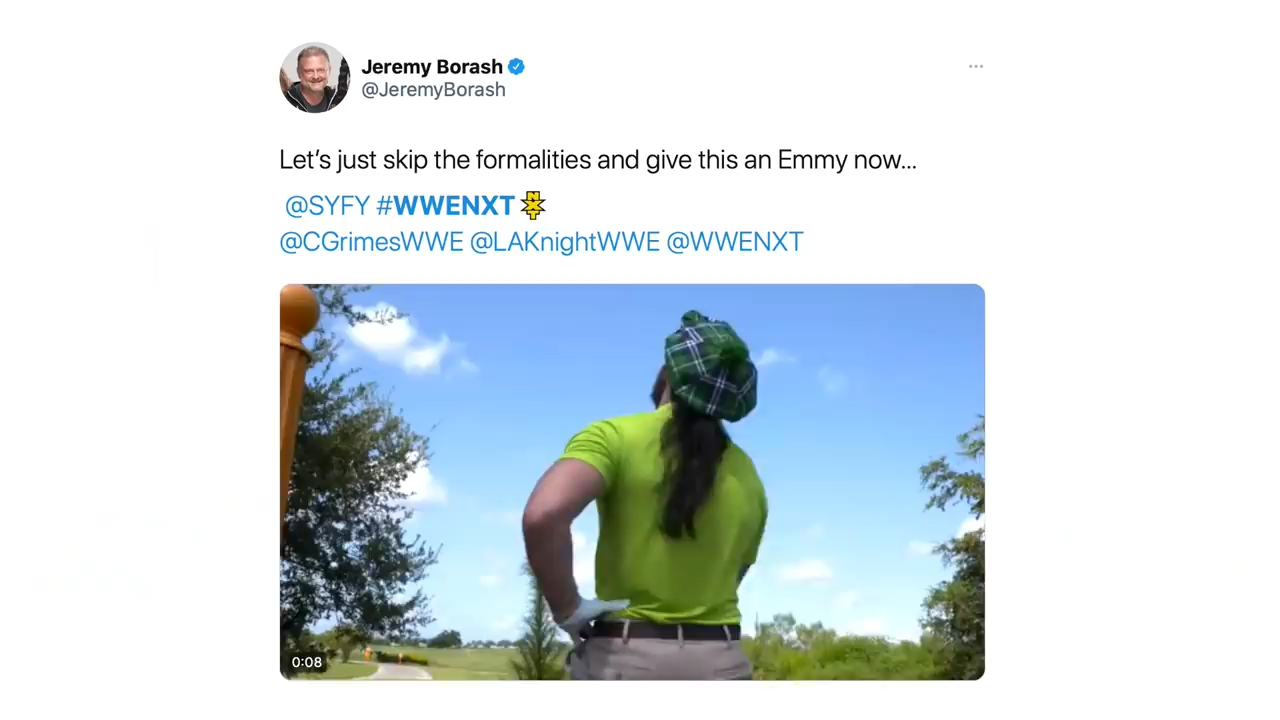 Jeremy Borash
@JeremyBorash
Let's just skip the formalities and give this an Emmy now...
@SYFY #WWENXT
@CGrimesWWE @LAKnightWWE @WWENXT
0:08